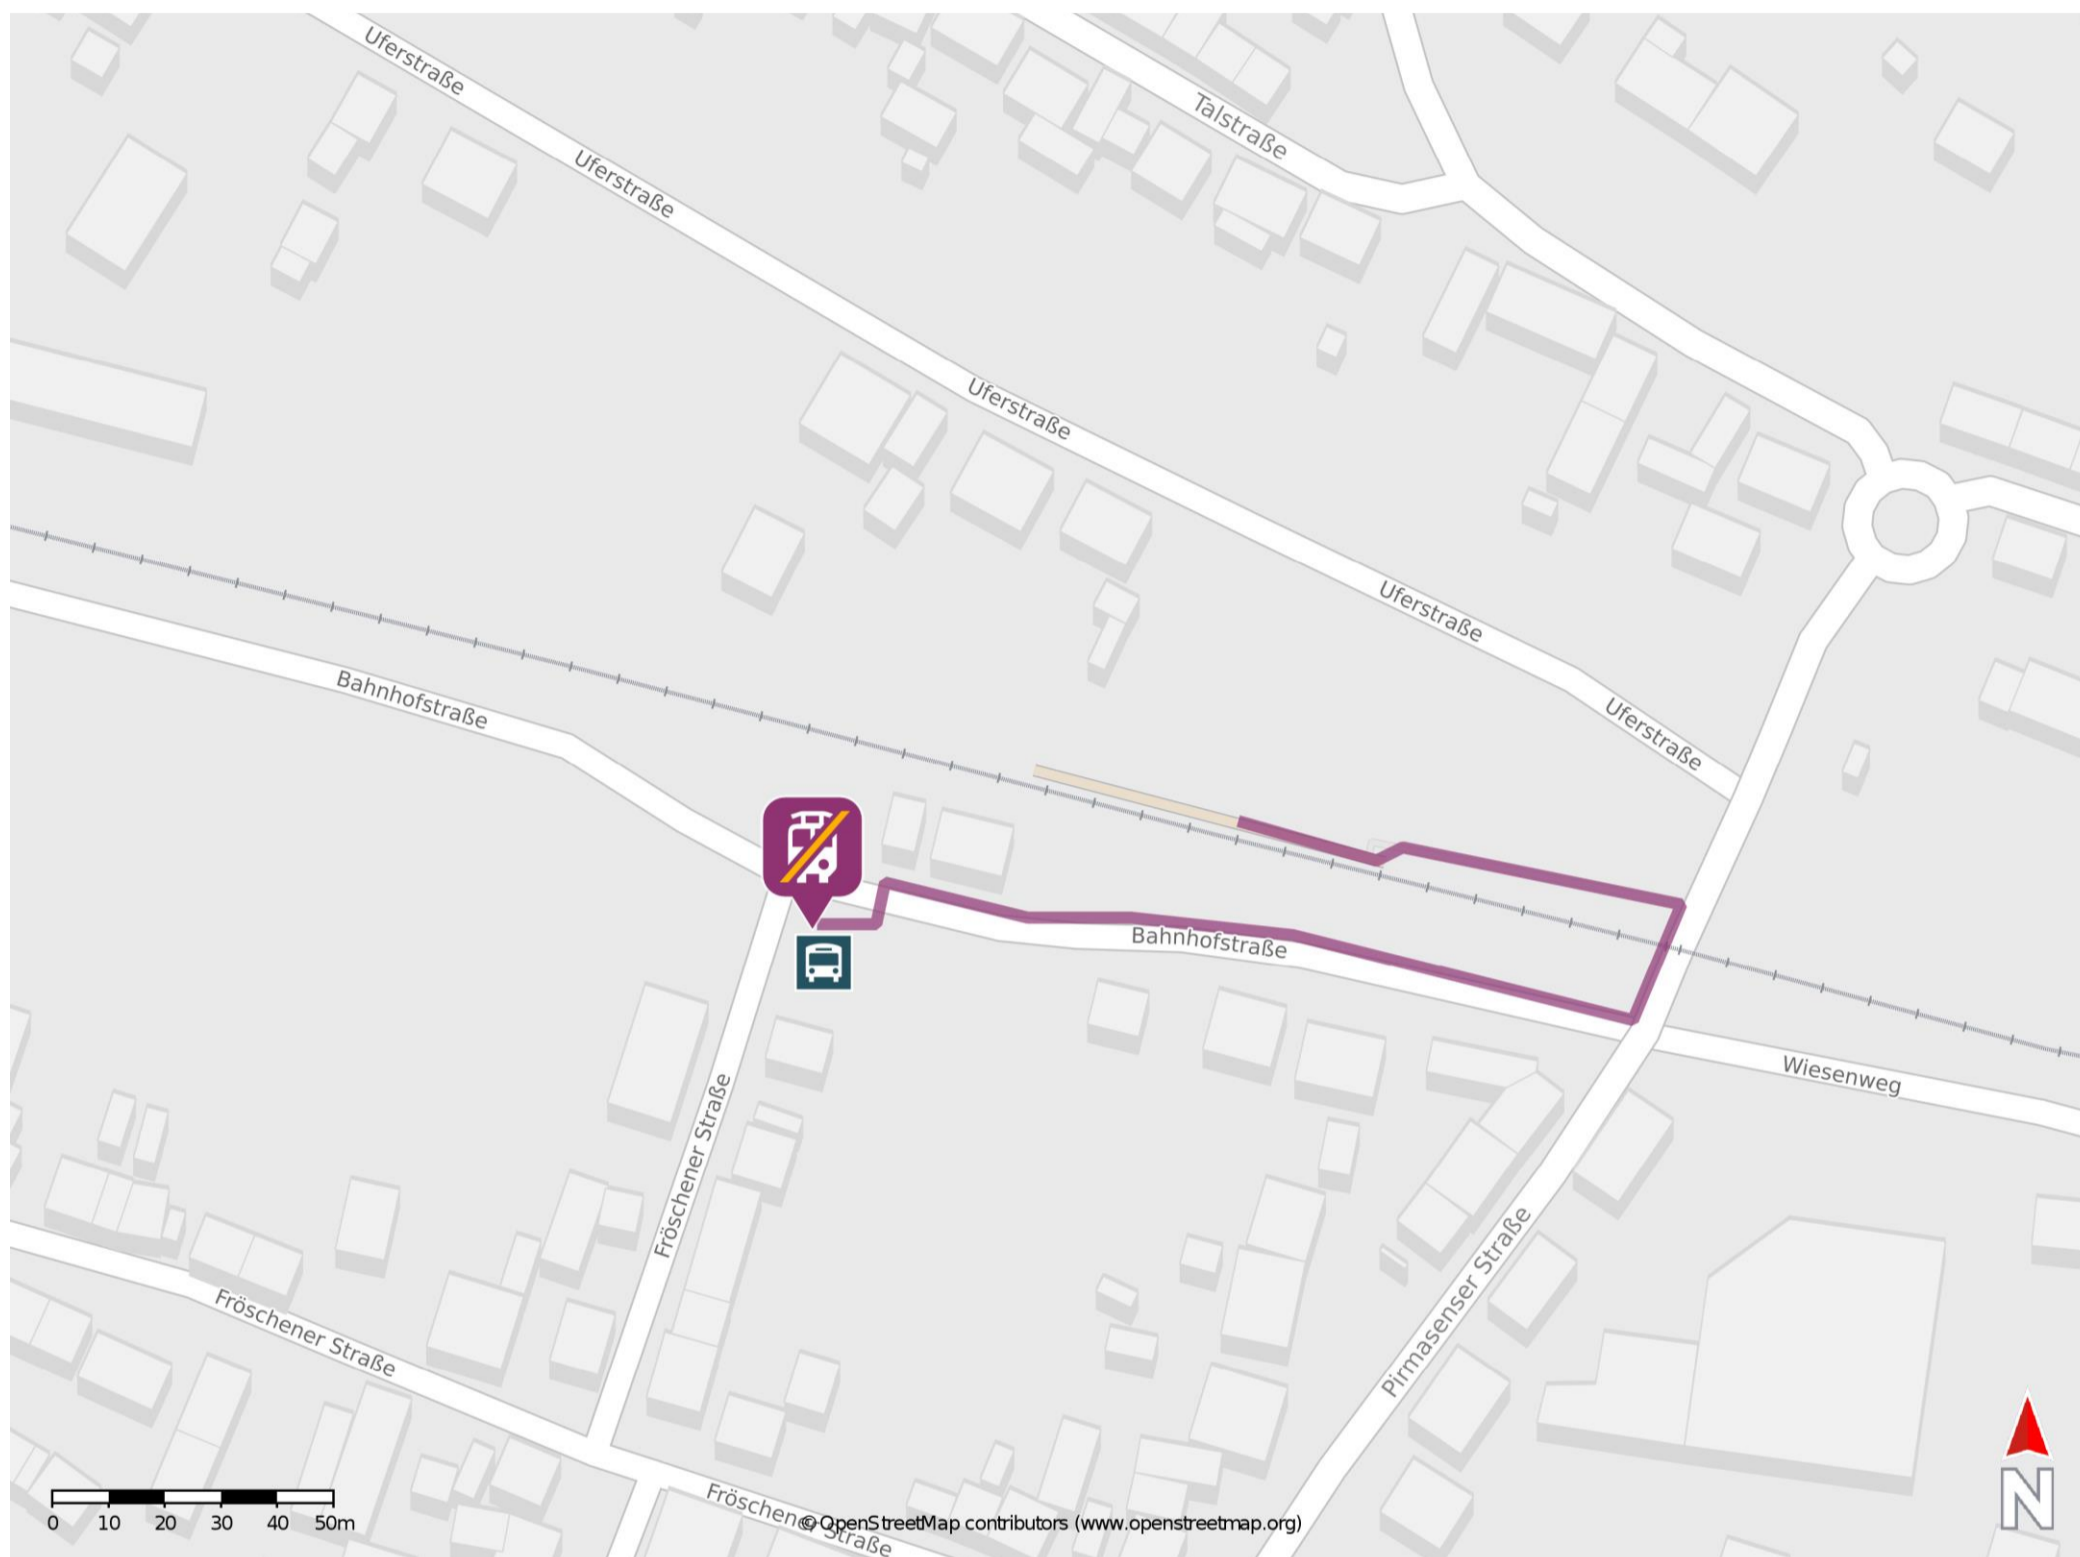 Uferstraße
Talstraße
Uferstraße
Uferstraße
Uferstraße
Uferstraße
Bahnhofstraße
Bahnhofstraße
Wiesenweg
Fröschener Straße
Pirmasenser Straße
Fröschener Straße
Fröschener Straße
0 10 20 30 40 50m
© OpenStreetMap contributors (www.openstreetmap.org)
N